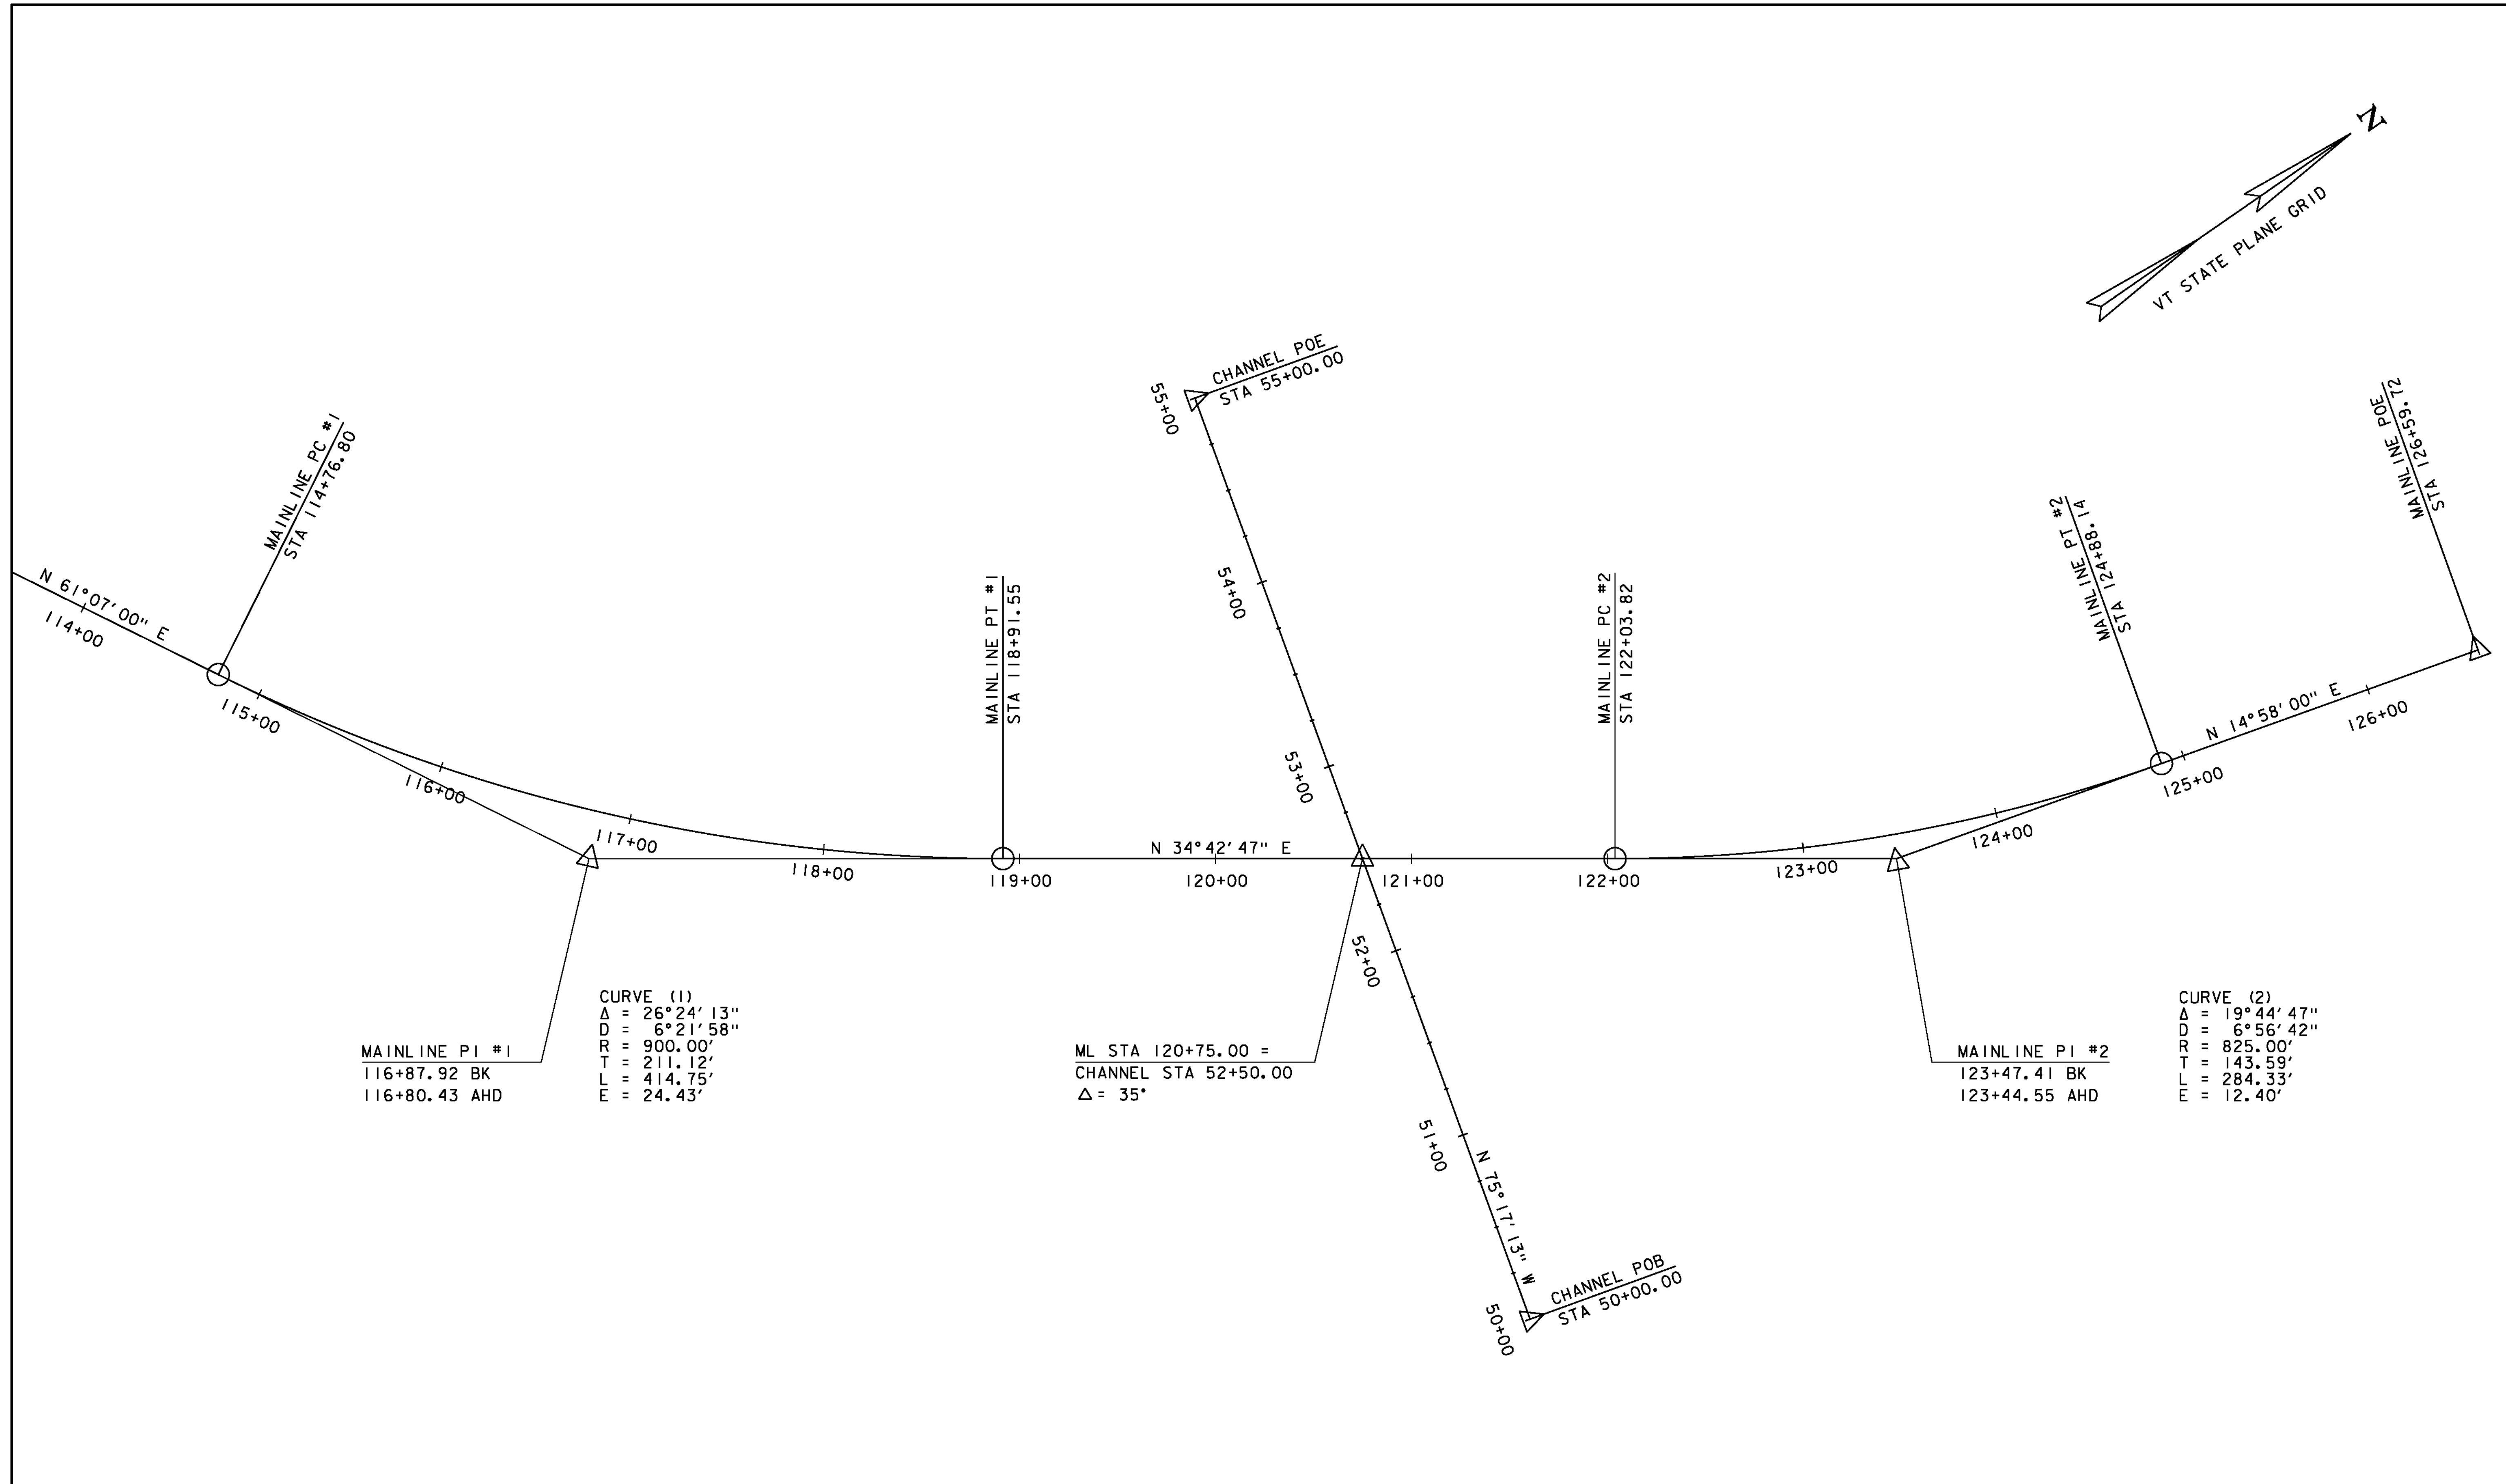 N
VT STATE PLANE GRID
CHANNEL POE
STA 55+00.00
55+00
MAINLINE POE
STA 126+59.72
MAINLINE PC #1
STA 114+76.80
MAINLINE PT #2
STA 124+88.14
N 61°07'00" E
114+00
115+00
116+00
117+00
118+00
MAINLINE PT #1
STA 118+91.55
54+00
53+00
MAINLINE PC #2
STA 122+03.82
N 34°42'47" E
119+00
120+00
121+00
122+00
123+00
124+00
125+00
N 14°58'00" E
126+00
52+00
51+00
N 75°17'13" W
50+00
CHANNEL POB
STA 50+00.00
MAINLINE PI #1
116+87.92 BK
116+80.43 AHD
CURVE (1)
Δ = 26°24'13"
D = 6°21'58"
R = 900.00'
T = 211.12'
L = 414.75'
E = 24.43'
ML STA 120+75.00 =
CHANNEL STA 52+50.00
Δ = 35°
MAINLINE PI #2
123+47.41 BK
123+44.55 AHD
CURVE (2)
Δ = 19°44'47"
D = 6°56'42"
R = 825.00'
T = 143.59'
L = 284.33'
E = 12.40'